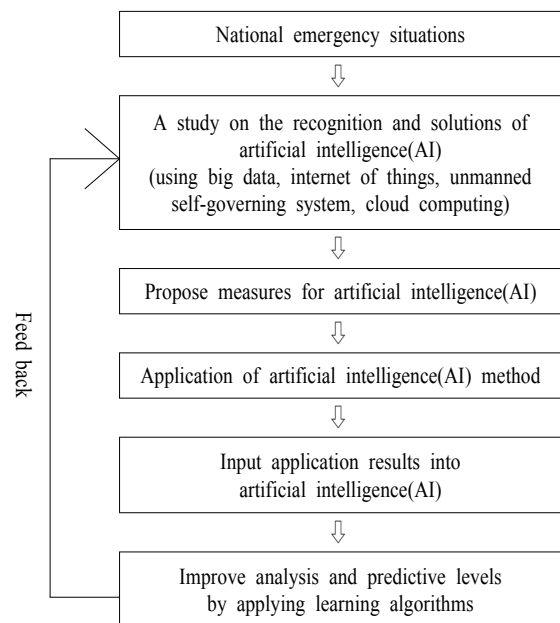 National emergency situations
A study on the recognition and solutions of
artificial intelligence(AI)
(using big data, internet of things, unmanned
self-governing system, cloud computing)
Propose measures for artificial intelligence(AI)
Application of artificial intelligence(AI) method
Input application results into
artificial intelligence(AI)
Improve analysis and predictive levels
by applying learning algorithms
Feed back